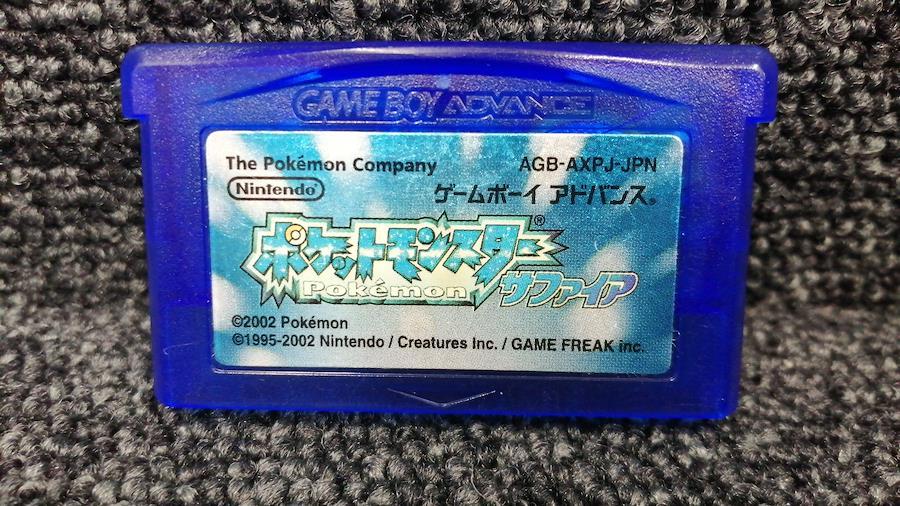 GAME BOY ADVANCE
The Pokémon Company AGB-AXPJ-JPN
Nintendo® ゲームボーイ アドバンス®
ポケットモンスター®
Pokémon サファイア
©2002 Pokémon
©1995-2002 Nintendo / Creatures Inc. / GAME FREAK inc.